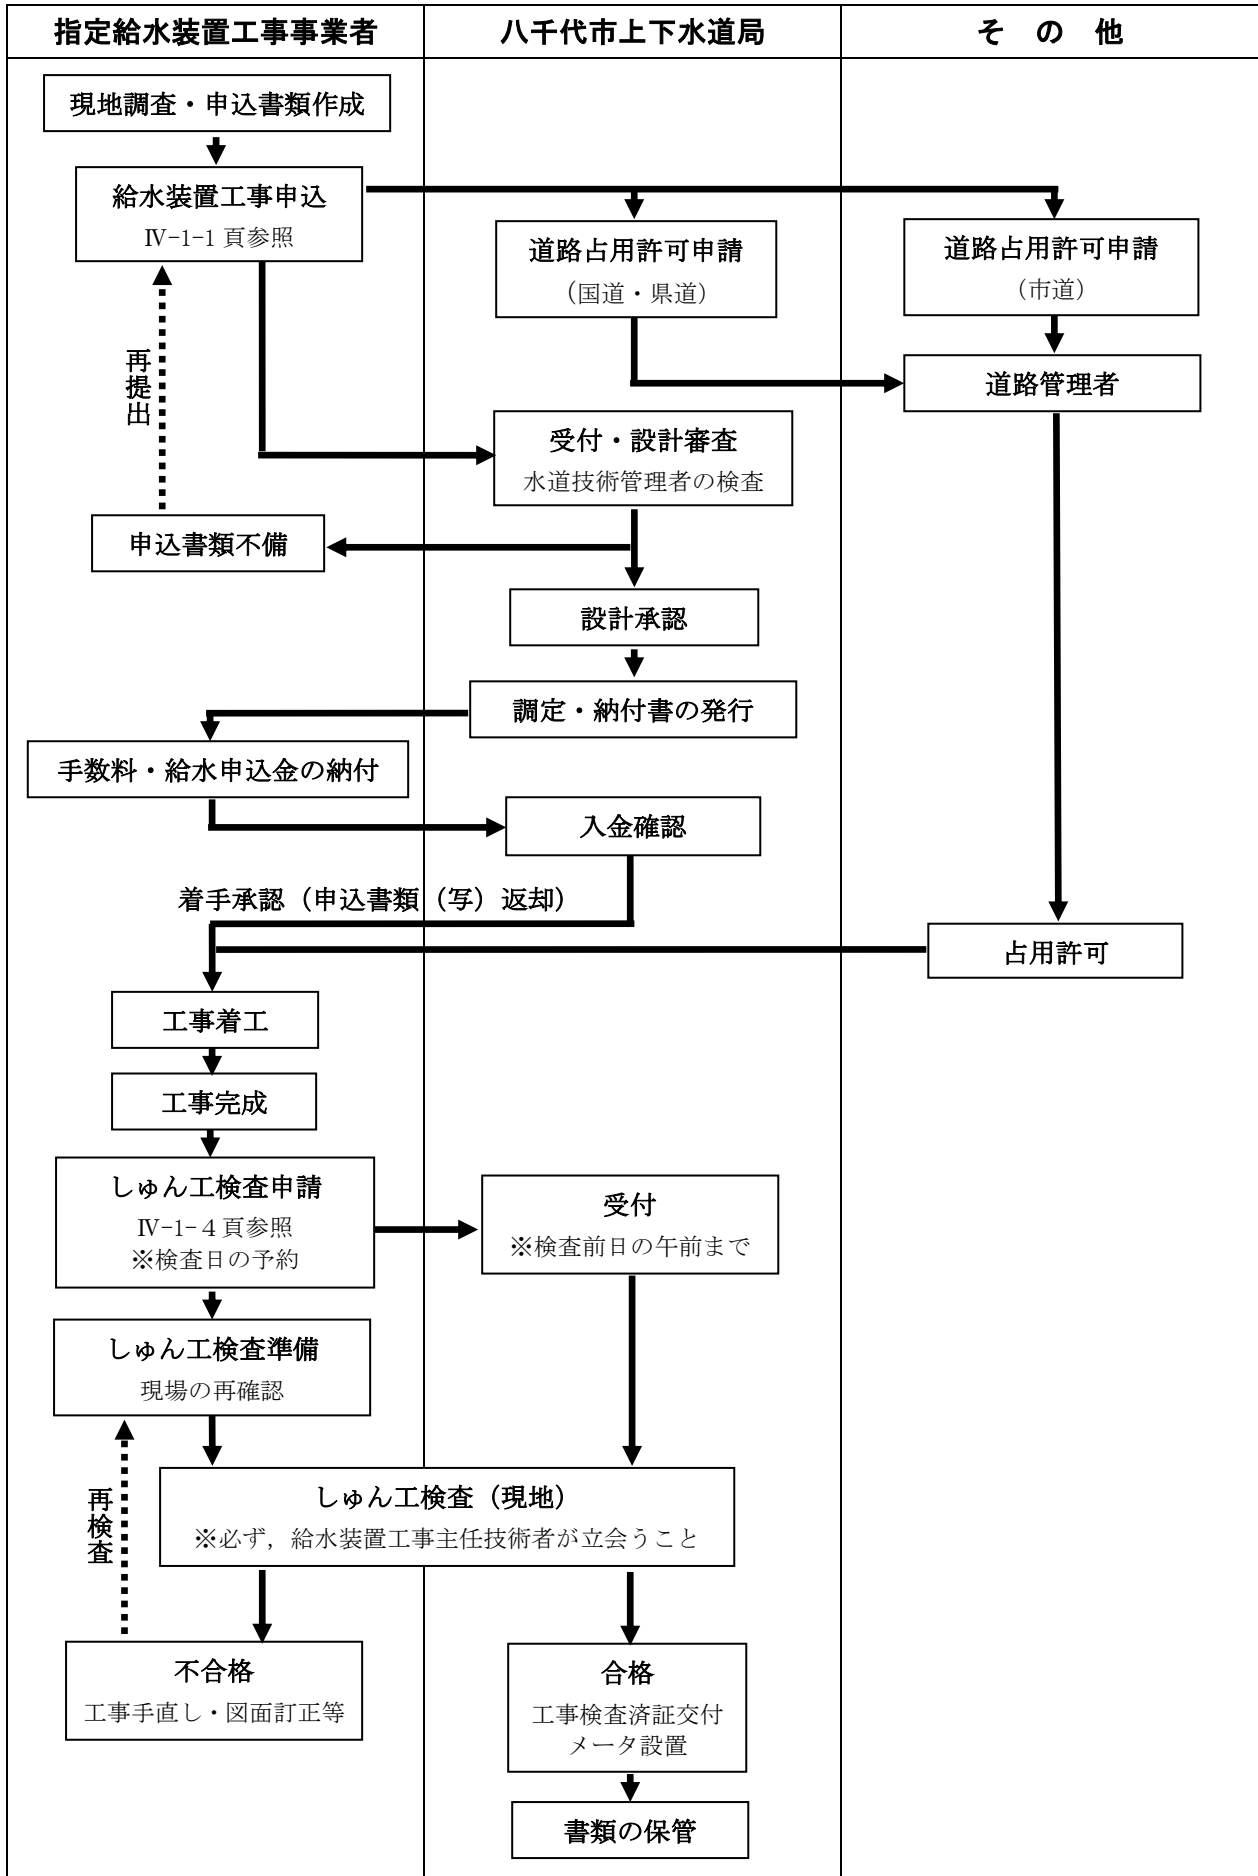 指定給水装置工事事業者
八千代市上下水道局
そ の 他
現地調査・申込書類作成
給水装置工事申込
Ⅳ-1-1 頁参照
道路占用許可申請
（国道・県道）
道路占用許可申請
（市道）
道路管理者
再提出
受付・設計審査
水道技術管理者の検査
申込書類不備
設計承認
調定・納付書の発行
手数料・給水申込金の納付
入金確認
着手承認（申込書類（写）返却）
占用許可
工事着工
工事完成
しゅん工検査申請
Ⅳ-1-４頁参照
※検査日の予約
受付
※検査前日の午前まで
しゅん工検査準備
現場の再確認
再検査
しゅん工検査（現地）
※必ず，給水装置工事主任技術者が立会うこと
不合格
工事手直し・図面訂正等
合格
工事検査済証交付
メータ設置
書類の保管